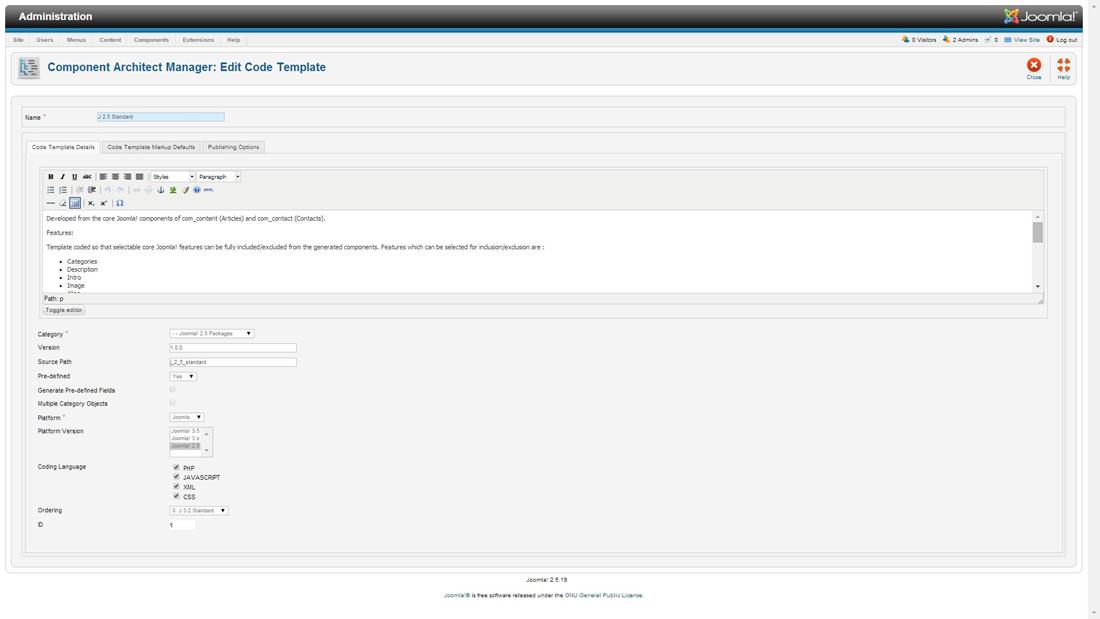 Administration
Joomla!
Site Users Menus Content Components Extensions Help
0 Visitors 2 Admins 0 View Site Log out
Component Architect Manager: Edit Code Template
Close Help
Name * J 2.5 Standard
Code Template Details Code Template Markup Defaults Publishing Options
B I U ABC Styles Paragraph
HTML
Developed from the core Joomla! components of com_content (Articles) and com_contact (Contacts).
Features:
Template coded so that selectable core Joomla! features can be fully included/excluded from the generated components. Features which can be selected for inclusion/exclusion are :
• Categories
• Description
• Intro
• Image
Path: p
Toggle editor
Category * - - Joomla! 2.5 Packages
Version 1.0.0
Source Path j_2_5_standard
Pre-defined Yes
Generate Pre-defined Fields
Multiple Category Objects
Platform * Joomla
Platform Version Joomla! 3.5
Joomla! 3.x
Joomla! 2.5
Coding Language PHP
JAVASCRIPT
XML
CSS
Ordering 0. J 3.2 Standard
ID 1
Joomla! 2.5.19
Joomla!® is free software released under the GNU General Public License.